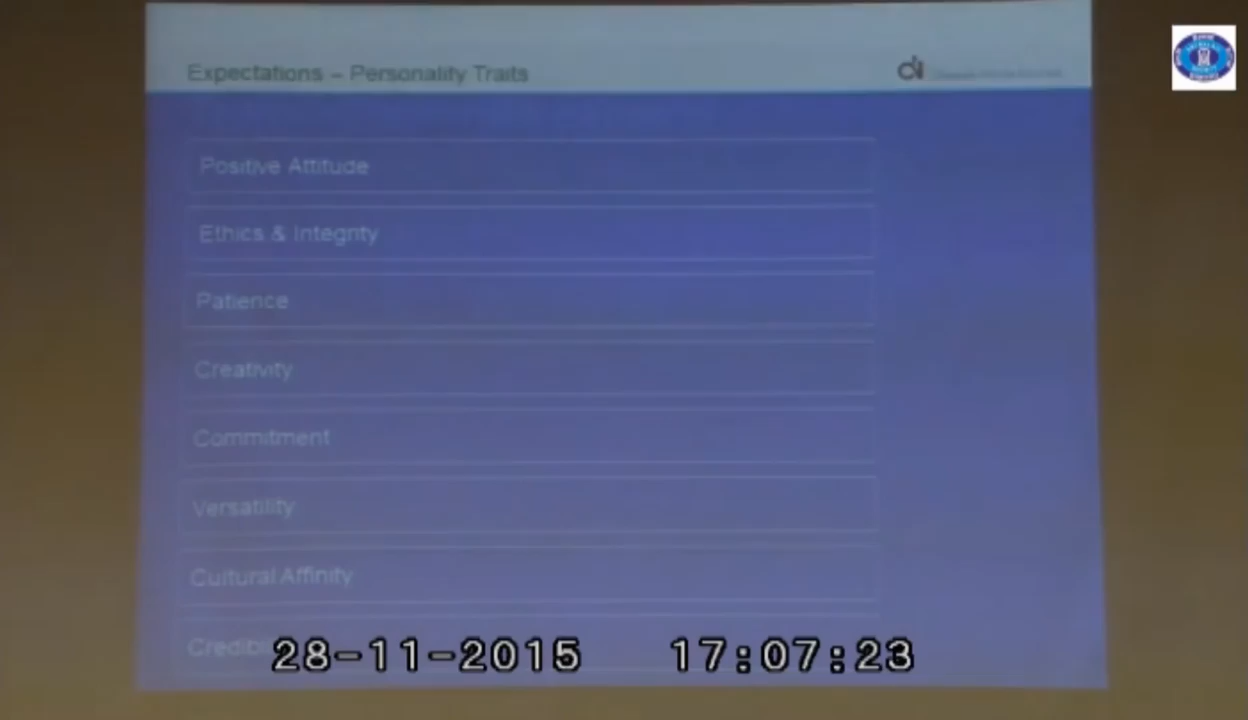 Expectations – Personality Traits
Positive Attitude
Ethics & Integrity
Patience
Creativity
Commitment
Versatility
Cultural Affinity
28-11-2015 17:07:23